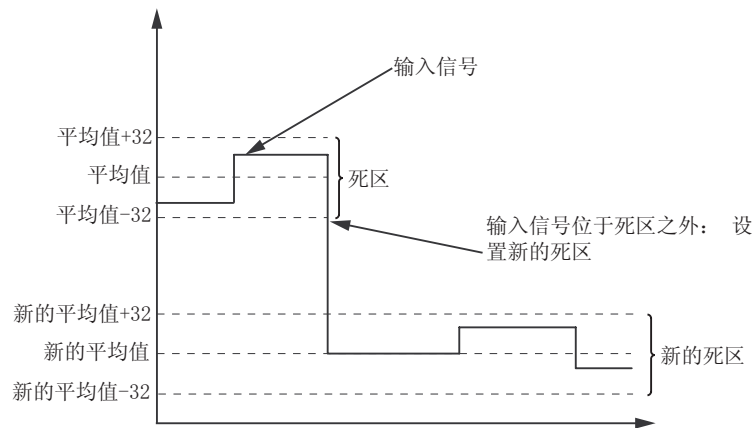 输入信号
平均值+32
平均值
死区
平均值-32
输入信号位于死区之外： 设
置新的死区
新的平均值+32
新的平均值
新的死区
新的平均值-32